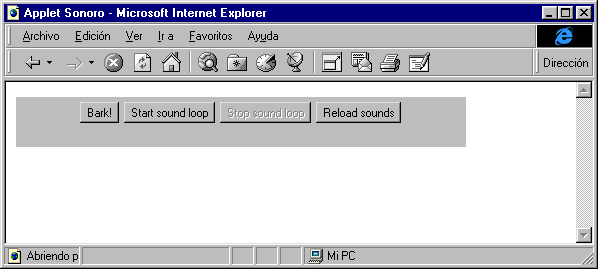 Applet Sonoro - Microsoft Internet Explorer
Archivo Edición Ver Ir a Favoritos Ayuda
Dirección
Bark! Start sound loop Stop sound loop Reload sounds
Abriendo p Mi PC